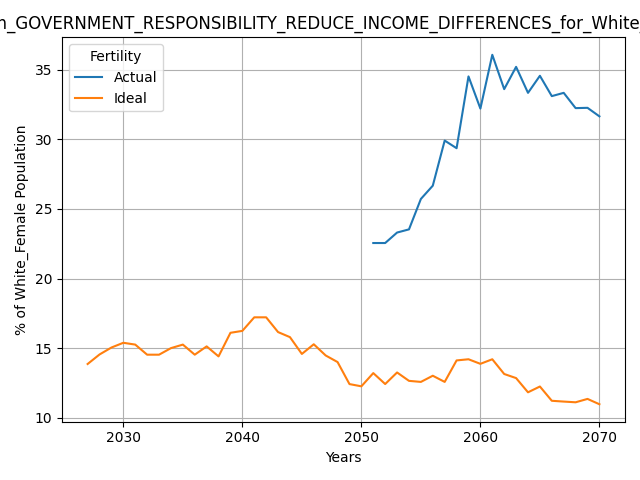 n_GOVERNMENT_RESPONSIBILITY_REDUCE_INCOME_DIFFERENCES_for_White_
Fertility
Actual
Ideal
% of White_Female Population
35
30
25
20
15
10
2030
2040
2050
2060
2070
Years